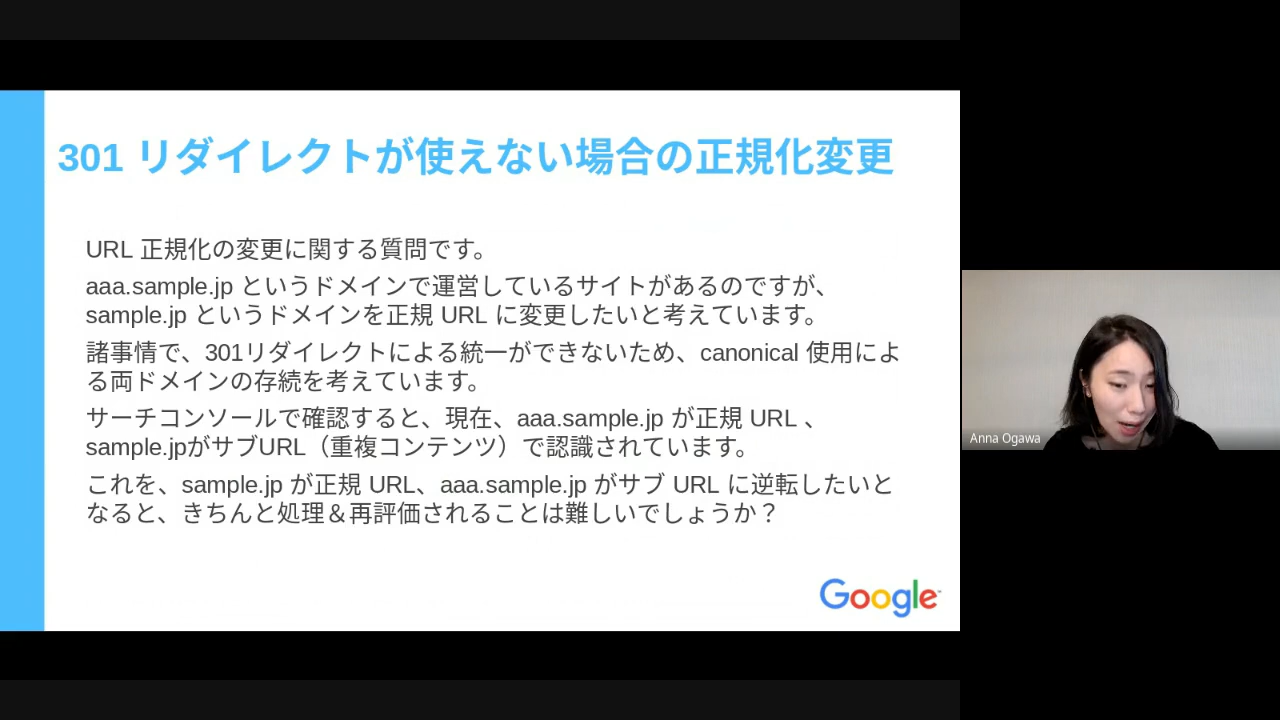 301 リダイレクトが使えない場合の正規化変更
URL 正規化の変更に関する質問です。
aaa.sample.jp というドメインで運営しているサイトがあるのですが、
sample.jp というドメインを正規 URL に変更したいと考えています。
諸事情で、301リダイレクトによる統一ができないため、canonical 使用によ
る両ドメインの存続を考えています。
サーチコンソールで確認すると、現在、aaa.sample.jp が正規 URL 、
sample.jpがサブURL（重複コンテンツ）で認識されています。
これを、sample.jp が正規 URL、aaa.sample.jp がサブ URL に逆転したいと
なると、きちんと処理＆再評価されることは難しいでしょうか？
Google
Anna Ogawa